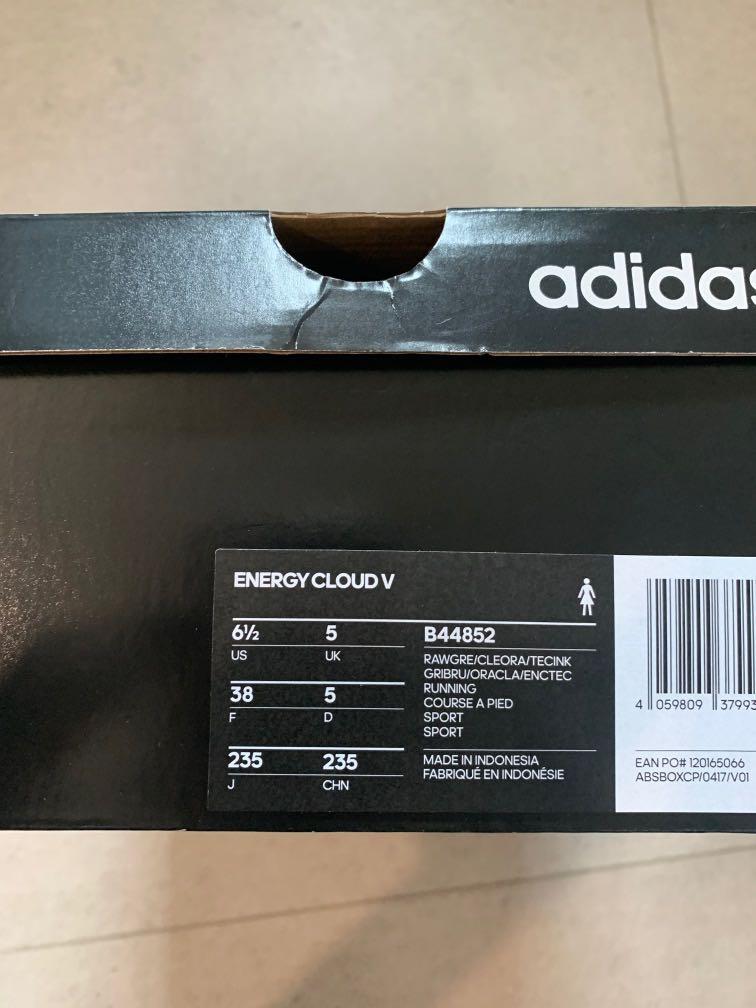 adidas
ENERGY CLOUD V
6½ 5 B44852
US UK
RAWGRE/CLEORA/TECINK
GRIBRU/ORACLA/ENCTEC
RUNNING
COURSE A PIED
SPORT
SPORT
38 5
F D
235 235
J CHN
MADE IN INDONESIA
FABRIQUÉ EN INDONÉSIE
4 059809 37993
EAN PO# 120165066
ABSBOXCP/0417/V01